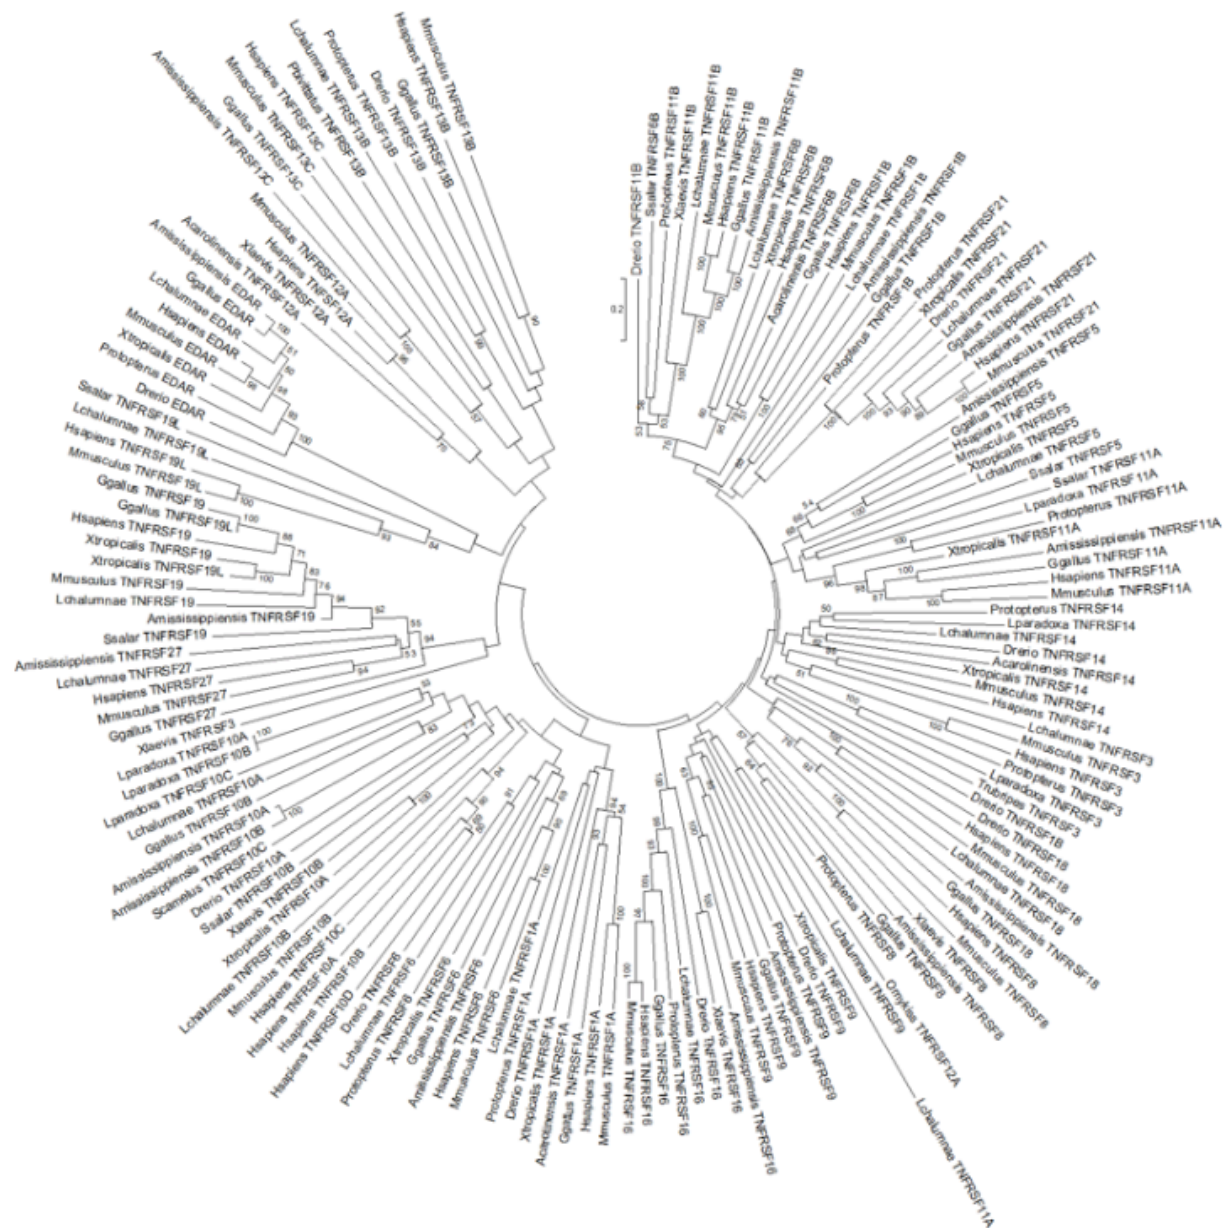 Drerio TNFRSF11B
Ssalar TNFRSF6B
Protopterus TNFRSF11B
Xlaevis TNFRSF11B
Lchalumnae TNFRSF11B
Mmusculus TNFRSF11B
Hsapiens TNFRSF11B
Ggallus TNFRSF11B
Amississippiensis TNFRSF11B
Lchalumnae TNFRSF6B
Xtropicalis TNFRSF6B
Hsapiens TNFRSF6B
Acarolinensis TNFRSF6B
Ggallus TNFRSF6B
Hsapiens TNFRSF1B
Mmusculus TNFRSF1B
Lchalumnae TNFRSF1B
Amississippiensis TNFRSF1B
Ggallus TNFRSF1B
Protopterus TNFRSF1B
Protopterus TNFRSF21
Xtropicalis TNFRSF21
Drerio TNFRSF21
Lchalumnae TNFRSF21
Ggallus TNFRSF21
Amississippiensis TNFRSF21
Hsapiens TNFRSF21
Mmusculus TNFRSF21
Amississippiensis TNFRSF5
Ggallus TNFRSF5
Hsapiens TNFRSF5
Mmusculus TNFRSF5
Xtropicalis TNFRSF5
Lchalumnae TNFRSF5
Ssalar TNFRSF5
Ssalar TNFRSF11A
Lparadoxa TNFRSF11A
Protopterus TNFRSF11A
Xtropicalis TNFRSF11A
Amississippiensis TNFRSF11A
Ggallus TNFRSF11A
Hsapiens TNFRSF11A
Mmusculus TNFRSF11A
Protopterus TNFRSF14
Lparadoxa TNFRSF14
Lchalumnae TNFRSF14
Drerio TNFRSF14
Acarolinensis TNFRSF14
Xtropicalis TNFRSF14
Mmusculus TNFRSF14
Hsapiens TNFRSF14
Lchalumnae TNFRSF3
Mmusculus TNFRSF3
Hsapiens TNFRSF3
Protopterus TNFRSF3
Lparadoxa TNFRSF3
Trubripes TNFRSF3
Drerio TNFRSF1B
Drerio TNFRSF18
Hsapiens TNFRSF18
Mmusculus TNFRSF18
Lchalumnae TNFRSF18
Amississippiensis TNFRSF18
Ggallus TNFRSF18
Hsapiens TNFRSF8
Mmusculus TNFRSF8
Xlaevis TNFRSF8
Amississippiensis TNFRSF8
Ggallus TNFRSF8
Protopterus TNFRSF8
Omykiss TNFRSF12A
Lchalumnae TNFRSF9
Lchalumnae TNFRSF11A
Xtropicalis TNFRSF9
Drerio TNFRSF9
Protopterus TNFRSF9
Amississippiensis TNFRSF9
Ggallus TNFRSF9
Hsapiens TNFRSF9
Mmusculus TNFRSF9
Amississippiensis TNFRSF16
Xlaevis TNFRSF16
Drerio TNFRSF16
Lchalumnae TNFRSF16
Protopterus TNFRSF16
Ggallus TNFRSF16
Hsapiens TNFRSF16
Mmusculus TNFRSF16
Mmusculus TNFRSF1A
Hsapiens TNFRSF1A
Ggallus TNFRSF1A
Acarolinensis TNFRSF1A
Xtropicalis TNFRSF1A
Drerio TNFRSF1A
Protopterus TNFRSF1A
Lchalumnae TNFRSF1A
Mmusculus TNFRSF6
Hsapiens TNFRSF6
Amississippiensis TNFRSF6
Ggallus TNFRSF6
Xtropicalis TNFRSF6
Protopterus TNFRSF6
Lchalumnae TNFRSF6
Drerio TNFRSF6
Hsapiens TNFRSF10D
Hsapiens TNFRSF10B
Hsapiens TNFRSF10A
Hsapiens TNFRSF10C
Mmusculus TNFRSF10B
Lchalumnae TNFRSF10B
Xtropicalis TNFRSF10A
Xlaevis TNFRSF10B
Ssalar TNFRSF10B
Drerio TNFRSF10A
Scamelus TNFRSF10C
Amississippiensis TNFRSF10B
Amississippiensis TNFRSF10A
Ggallus TNFRSF10B
Lchalumnae TNFRSF10A
Lparadoxa TNFRSF10C
Lparadoxa TNFRSF10B
Lparadoxa TNFRSF10A
Xlaevis TNFRSF3
Ggallus TNFRSF27
Mmusculus TNFRSF27
Hsapiens TNFRSF27
Lchalumnae TNFRSF27
Amississippiensis TNFRSF27
Ssalar TNFRSF19
Amississippiensis TNFRSF19
Lchalumnae TNFRSF19
Mmusculus TNFRSF19
Xtropicalis TNFRSF19L
Xtropicalis TNFRSF19
Hsapiens TNFRSF19
Ggallus TNFRSF19L
Ggallus TNFRSF19
Mmusculus TNFRSF19L
Hsapiens TNFRSF19L
Lchalumnae TNFRSF19L
Ssalar TNFRSF19L
Drerio EDAR
Protopterus EDAR
Xtropicalis EDAR
Mmusculus EDAR
Hsapiens EDAR
Lchalumnae EDAR
Ggallus EDAR
Amississippiensis EDAR
Acarolinensis TNFRSF12A
Xlaevis TNFRSF12A
Hsapiens TNFSF12A
Mmusculus TNFRSF12A
Amississippiensis TNFRSF13C
Ggallus TNFRSF13C
Mmusculus TNFRSF13C
Hsapiens TNFRSF13C
Pbivittatus TNFRSF13B
Lchalumnae TNFRSF13B
Protopterus TNFRSF13B
Drerio TNFRSF13B
Ggallus TNFRSF13B
Hsapiens TNFRSF13B
Mmusculus TNFRSF13B
0.2